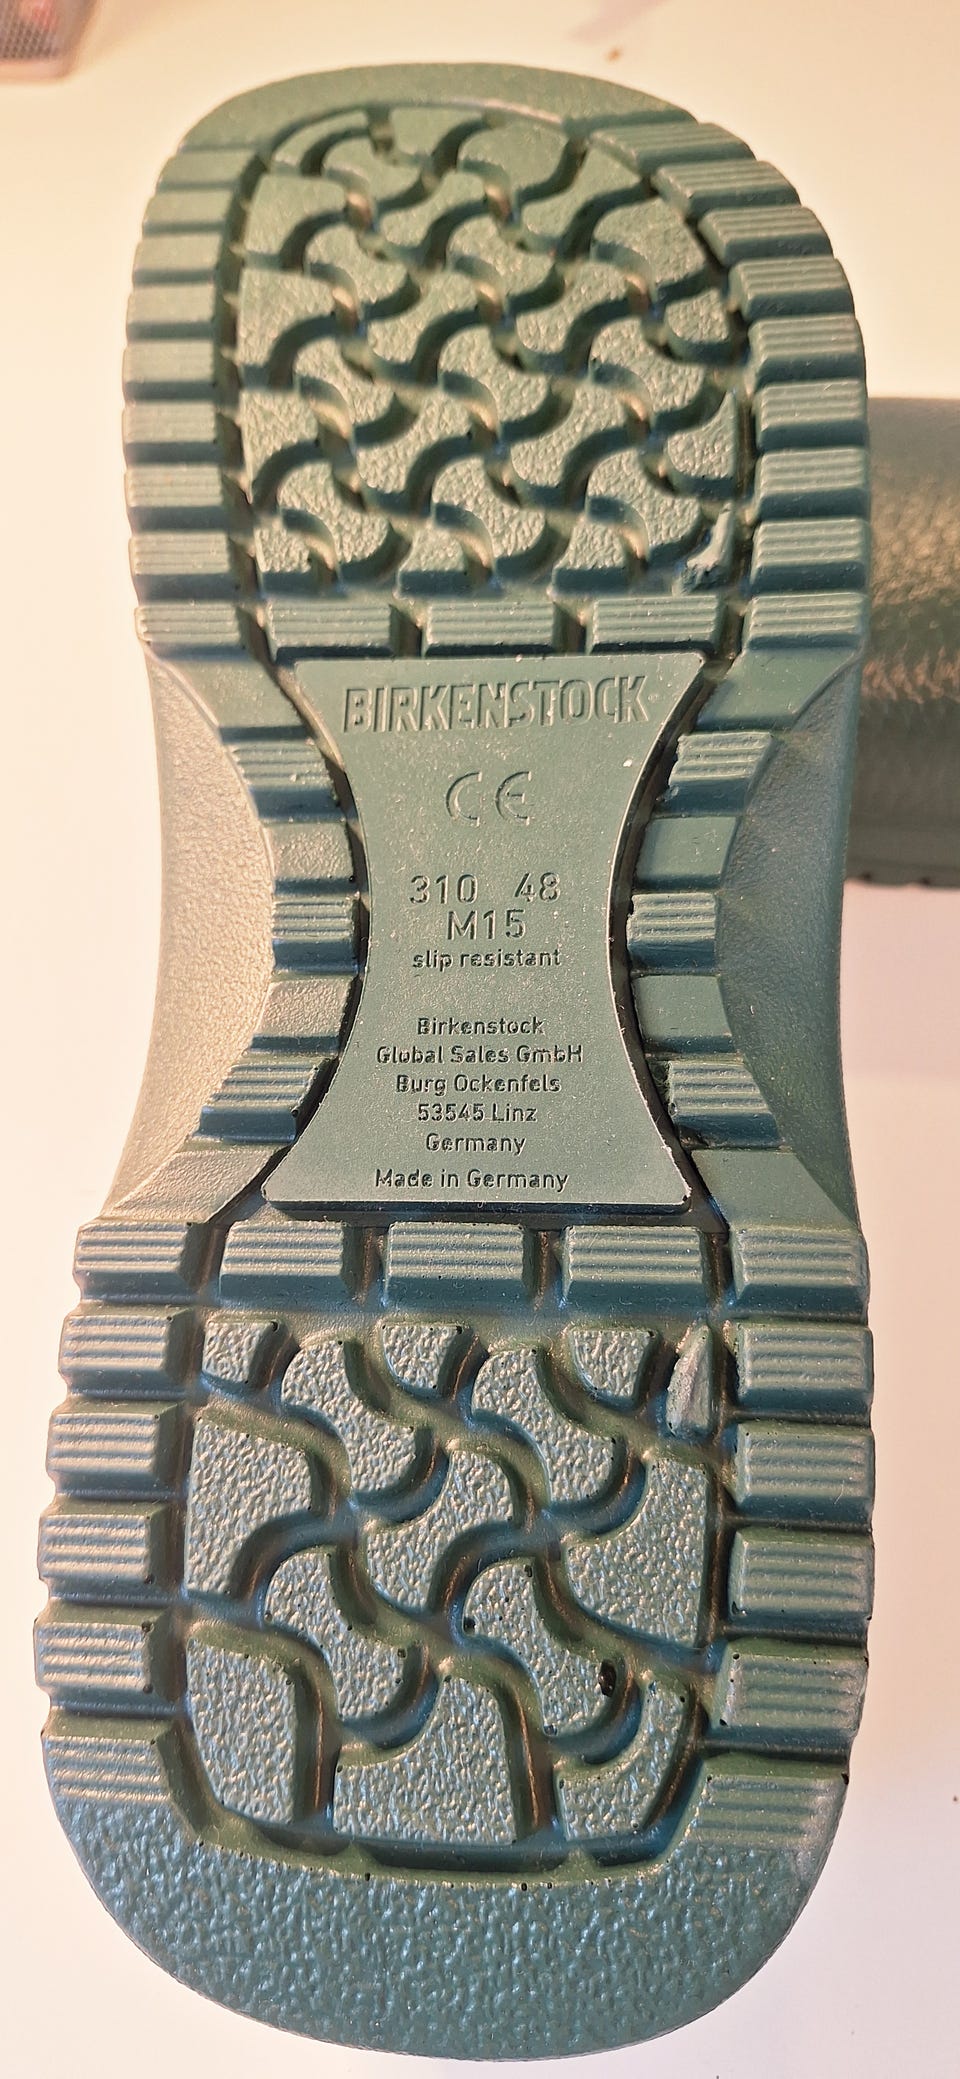 BIRKENSTOCK
CE
310 48
M15
slip resistant
Birkenstock
Global Sales GmbH
Burg Ockenfels
53545 Linz
Germany
Made in Germany